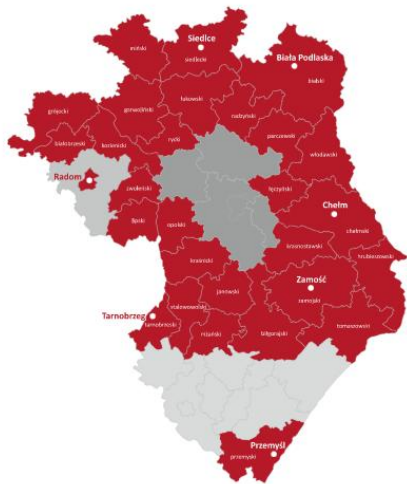 miński
Siedlce
siedlecki
Biała Podlaska
bialski
grójecki
garwoliński
łukowski
radzyński
białobrzeski
kozienicki
rycki
parczewski
włodawski
Radom
zwoleński
łęczyński
Chełm
chełmski
lipski
opolski
krasnostawski
hrubieszowski
kraśnicki
Zamość
zamojski
janowski
stalowowolski
Tarnobrzeg
tarnobrzeski
niżański
biłgorajski
tomaszowski
Przemyśl
przemyski